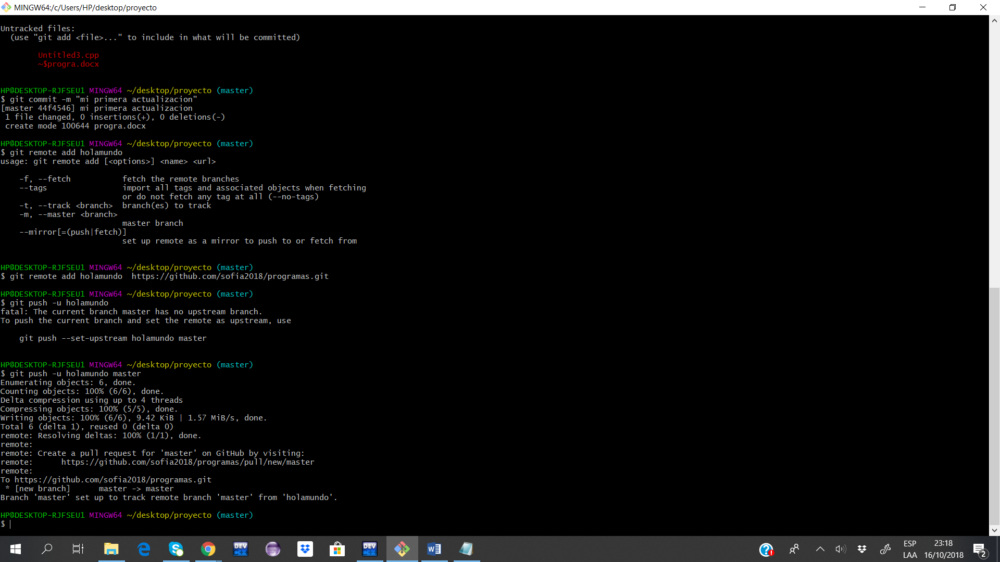 MINGW64:/c/Users/HP/desktop/proyecto
Untracked files:
  (use "git add <file>..." to include in what will be committed)
        Untitled3.cpp
        ~$progra.docx
HP@DESKTOP-RJFSEU1 MINGW64 ~/desktop/proyecto (master)
$ git commit -m "mi primera actualizacion"
[master 44f4546] mi primera actualizacion
 1 file changed, 0 insertions(+), 0 deletions(-)
 create mode 100644 progra.docx
HP@DESKTOP-RJFSEU1 MINGW64 ~/desktop/proyecto (master)
$ git remote add holamundo
usage: git remote add [<options>] <name> <url>
    -f, --fetch           fetch the remote branches
    --tags                import all tags and associated objects when fetching
                          or do not fetch any tag at all (--no-tags)
    -t, --track <branch>  branch(es) to track
    -m, --master <branch>
                          master branch
    --mirror[=(push|fetch)]
                          set up remote as a mirror to push to or fetch from
HP@DESKTOP-RJFSEU1 MINGW64 ~/desktop/proyecto (master)
$ git remote add holamundo  https://github.com/sofia2018/programas.git
HP@DESKTOP-RJFSEU1 MINGW64 ~/desktop/proyecto (master)
$ git push -u holamundo
fatal: The current branch master has no upstream branch.
To push the current branch and set the remote as upstream, use
    git push --set-upstream holamundo master
HP@DESKTOP-RJFSEU1 MINGW64 ~/desktop/proyecto (master)
$ git push -u holamundo master
Enumerating objects: 6, done.
Counting objects: 100% (6/6), done.
Delta compression using up to 4 threads
Compressing objects: 100% (5/5), done.
Writing objects: 100% (6/6), 9.42 KiB | 1.57 MiB/s, done.
Total 6 (delta 1), reused 0 (delta 0)
remote: Resolving deltas: 100% (1/1), done.
remote:
remote: Create a pull request for 'master' on GitHub by visiting:
remote:      https://github.com/sofia2018/programas/pull/new/master
remote:
To https://github.com/sofia2018/programas.git
 * [new branch]      master -> master
Branch 'master' set up to track remote branch 'master' from 'holamundo'.
HP@DESKTOP-RJFSEU1 MINGW64 ~/desktop/proyecto (master)
$
DEV C++
DEV C++
ESP
LAA
23:18
16/10/2018
2